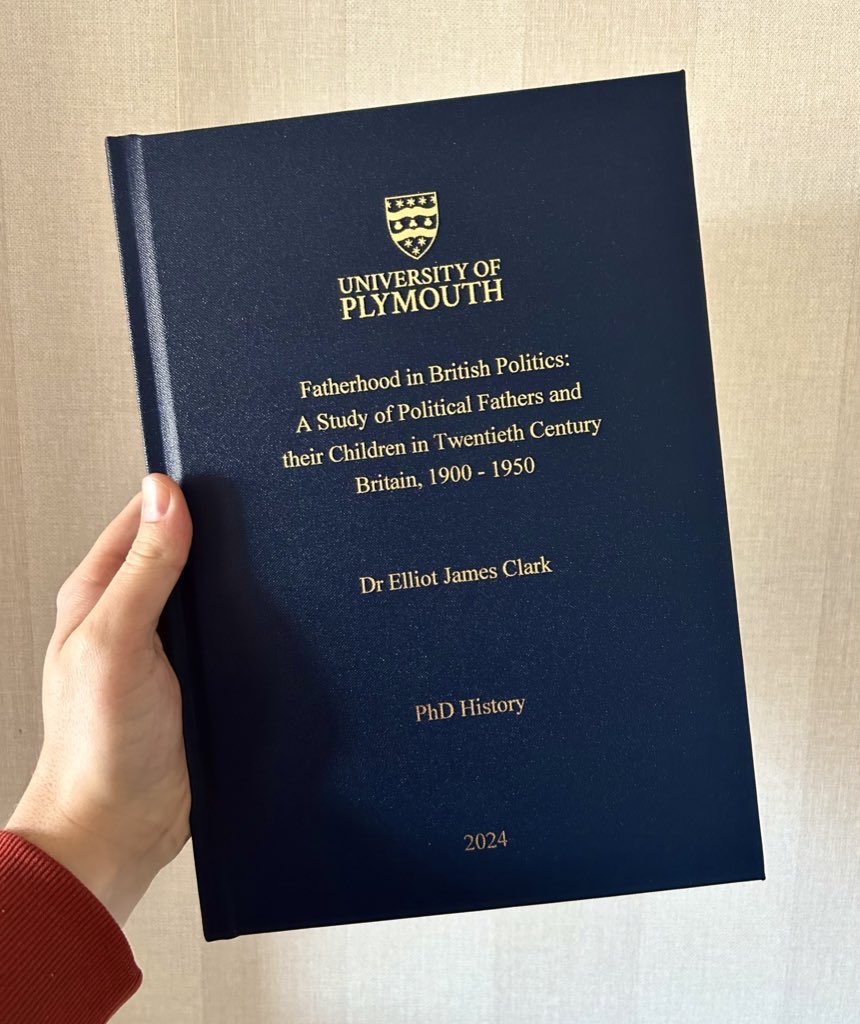 UNIVERSITY OF
PLYMOUTH
Fatherhood in British Politics:
A Study of Political Fathers and
their Children in Twentieth Century
Britain, 1900 - 1950
Dr Elliot James Clark
PhD History
2024